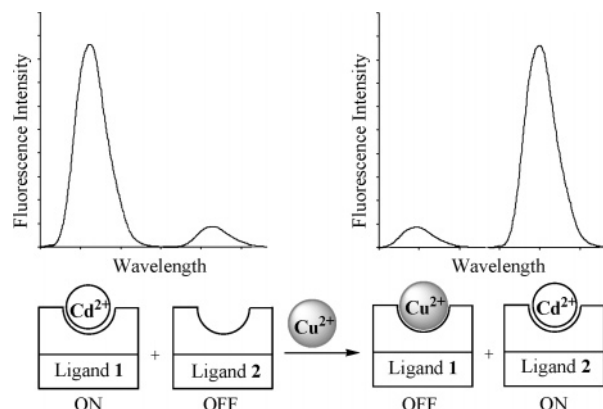 Fluorescence Intensity
Wavelength
Fluorescence Intensity
Wavelength
Cd²⁺
Ligand 1
ON
+
Ligand 2
OFF
Cu²⁺
Cu²⁺
Ligand 1
OFF
+
Cd²⁺
Ligand 2
ON